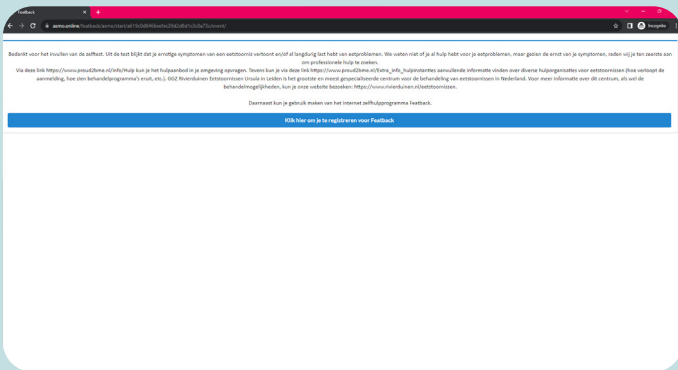 Featback
asmo.online/featback/asmo/start/
Incognito
Bedankt voor het invullen van de zelftest. Uit de test blijkt dat je ernstige symptomen van een eetstoornis vertoont en/of al langdurig last hebt van eetproblemen. We weten niet of je al hulp hebt voor je eetproblemen, maar gezien de ernst van je symptomen, raden wij je ten zeerste aan
om professionele hulp te zoeken.
Via deze link https://www.proud2bme.nl/info/Hulp kun je het hulpaanbod in je omgeving opvragen. Tevens kun je via deze link https://www.proud2bme.nl/Extra_info_hulpinstanties aanvullende informatie vinden over diverse hulporganisaties voor eetstoornissen (hoe verloopt de
aanmelding, hoe zien behandelprogramma's eruit, etc.). GGZ Rivierduinen Eetstoornissen Ursula in Leiden is het grootste en meest gespecialiseerde centrum voor de behandeling van eetstoornissen in Nederland. Voor meer informatie over dit centrum, als wel de
behandelmogelijkheden, kun je onze website bezoeken: https://www.rivierduinen.nl/eetstoornissen.
Daarnaast kun je gebruik maken van het internet zelfhulpprogramma Featback.
Klik hier om je te registreren voor Featback